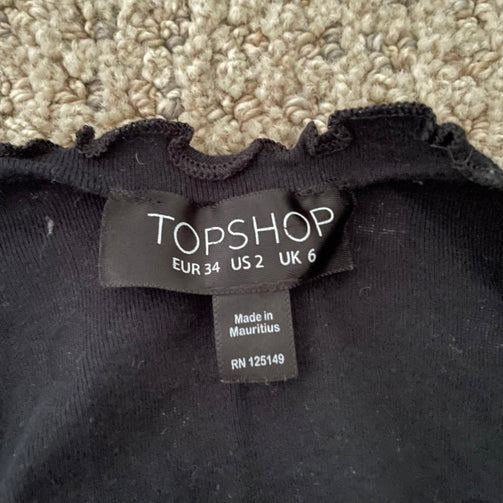 TOPSHOP
EUR 34 US 2 UK 6
Made in
Mauritius
RN 125149